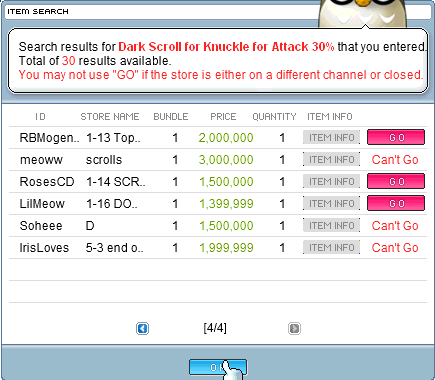 ITEM SEARCH
Search results for Dark Scroll for Knuckle for Attack 30% that you entered.
Total of 30 results available.
You may not use "GO" if the store is either on a different channel or closed.
ID STORE NAME BUNDLE PRICE QUANTITY ITEM INFO
RBMogen.. 1-13 Top.. 1 2,000,000 1 ITEM INFO GO
meoww scrolls 1 3,000,000 1 ITEM INFO Can't Go
RosesCD 1-14 SCR.. 1 1,500,000 1 ITEM INFO GO
LilMeow 1-16 DO.. 1 1,399,999 1 ITEM INFO GO
Soheee D 1 1,500,000 1 ITEM INFO Can't Go
IrisLoves 5-3 end o.. 1 1,999,999 1 ITEM INFO Can't Go
[4/4]